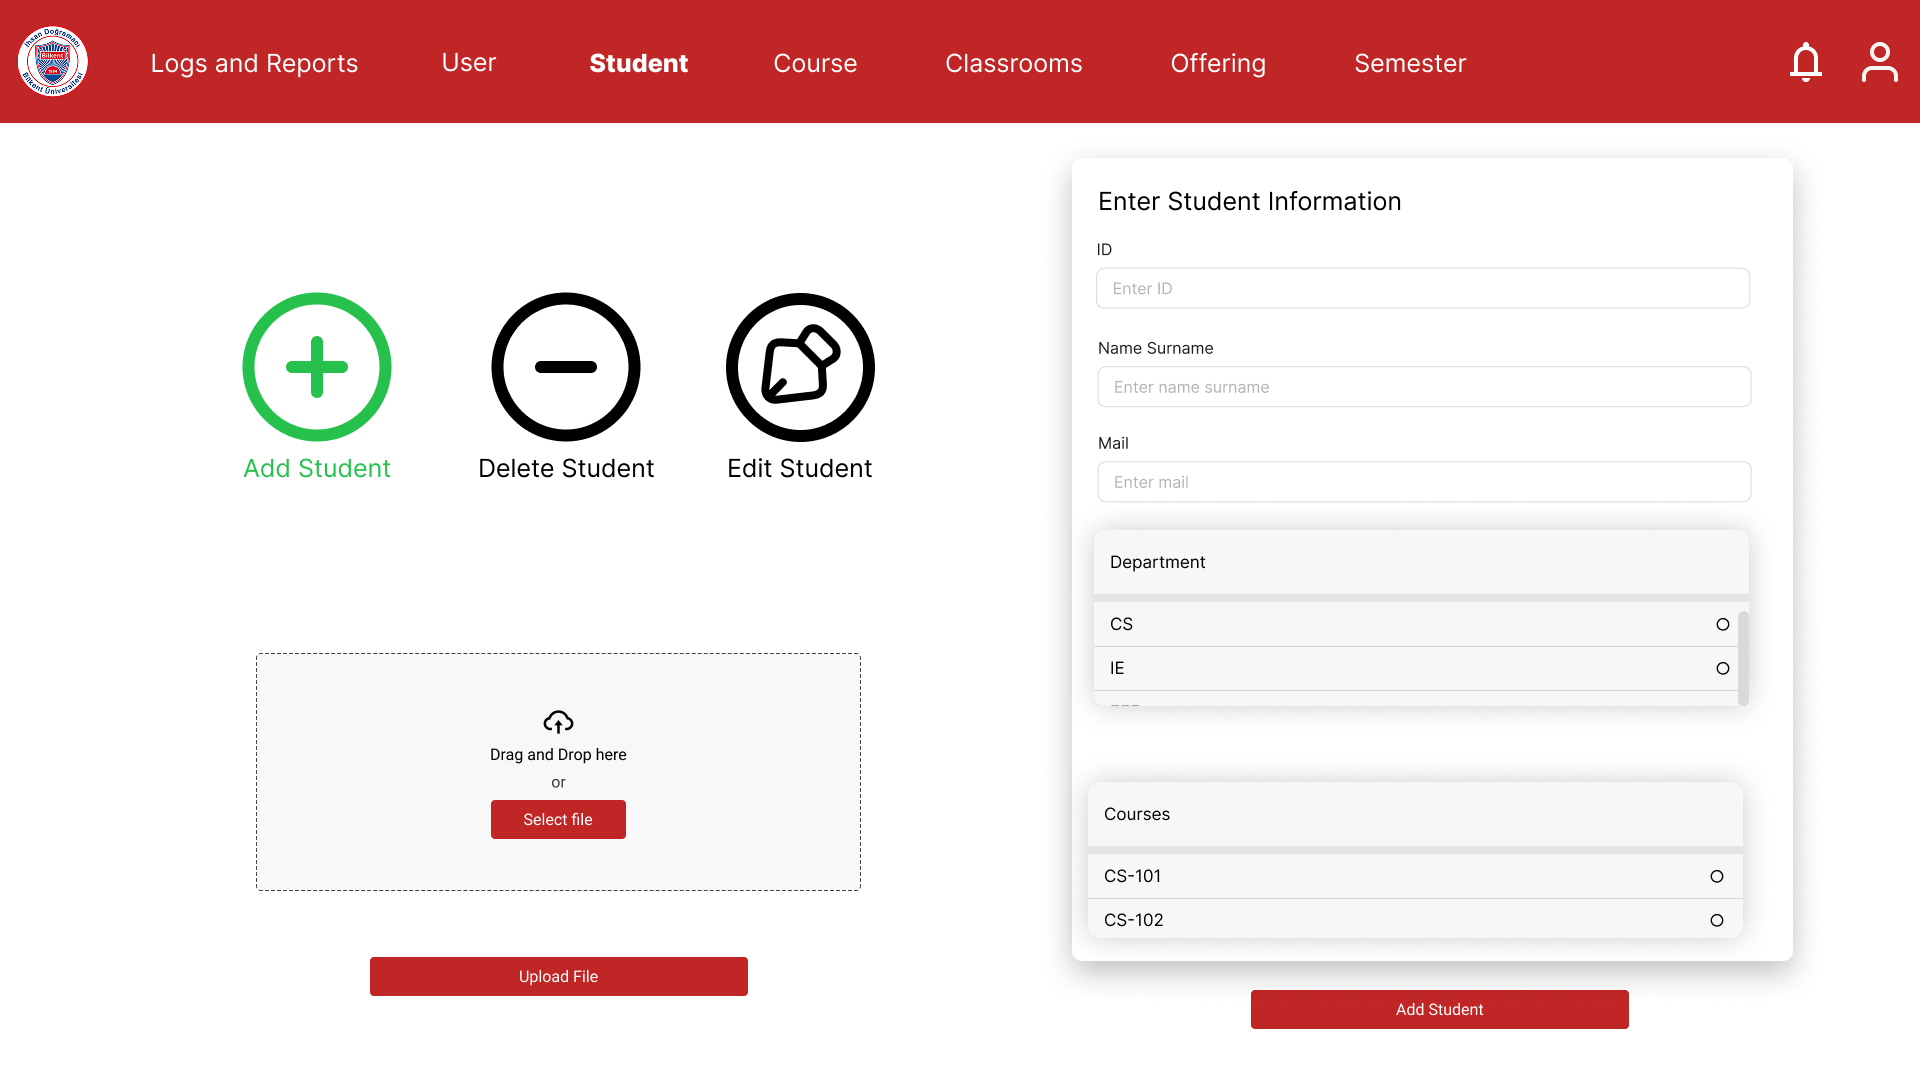 İhsan Doğramacı
Bilkent
1984
Bilkent Üniversitesi
Logs and Reports
User
Student
Course
Classrooms
Offering
Semester
Add Student
Delete Student
Edit Student
Drag and Drop here
or
Select file
Upload File
Enter Student Information
ID
Enter ID
Name Surname
Enter name surname
Mail
Enter mail
Department
CS
IE
Courses
CS-101
CS-102
Add Student